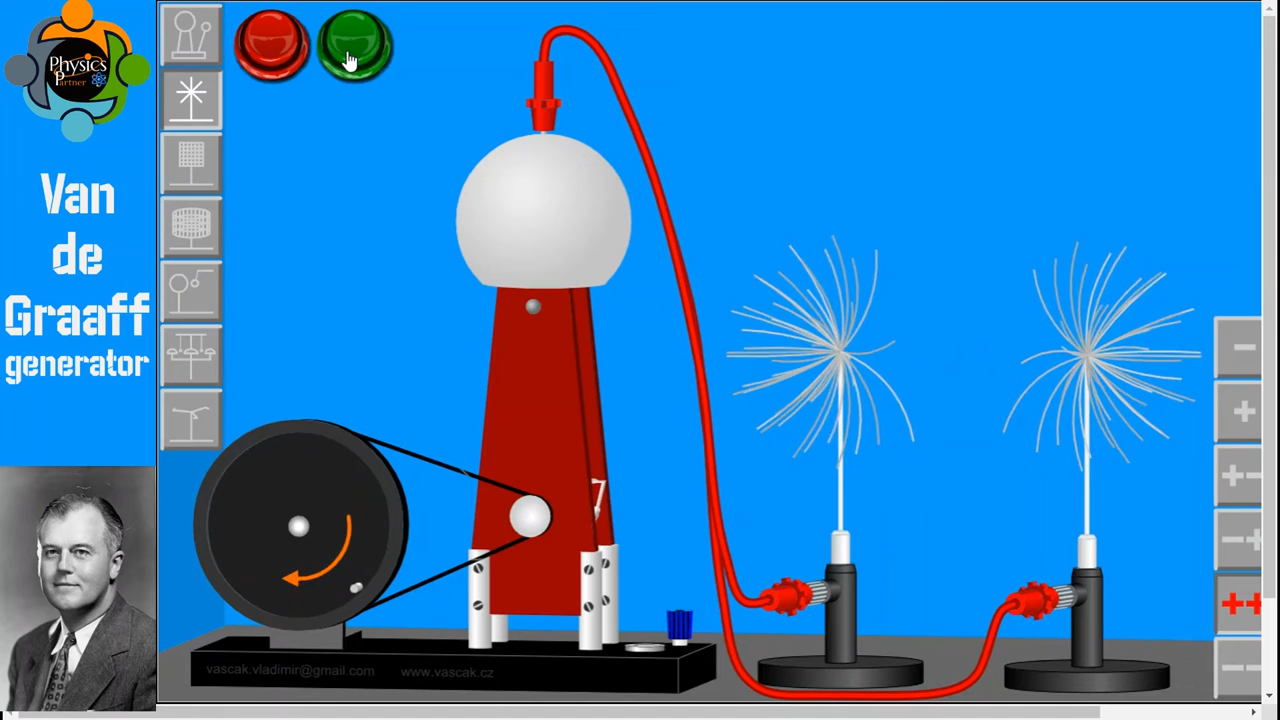 Physics
Partner
Van
de
Graaff
generator
vascak.vladimir@gmail.com www.vascak.cz
-
+
+-
-+
++
--